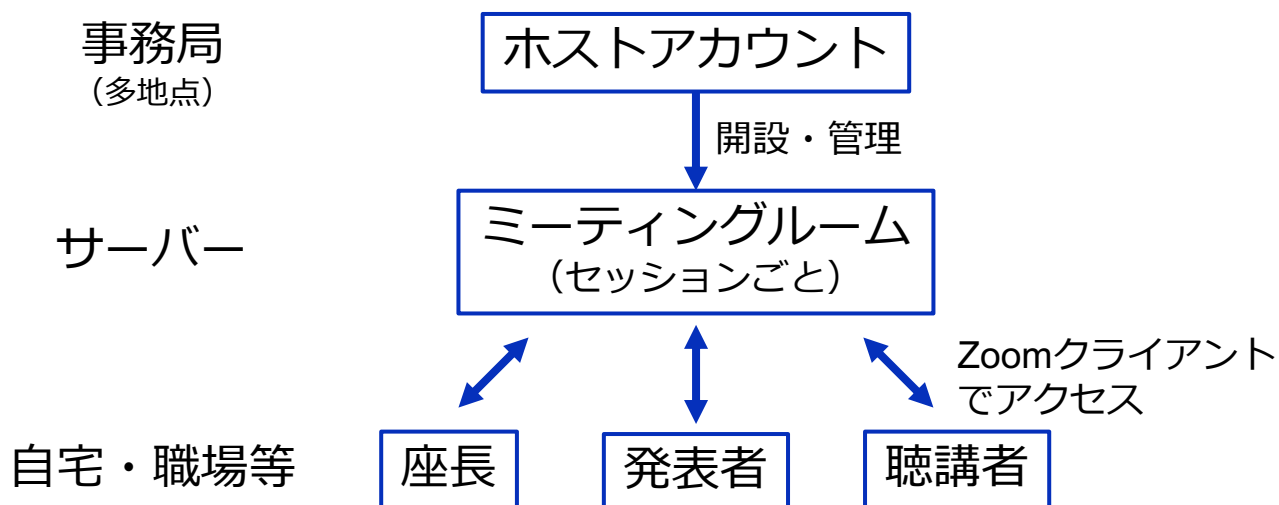 事務局
(多地点)
ホストアカウント
開設・管理
サーバー
ミーティングルーム
(セッションごと)
Zoomクライアント
でアクセス
自宅・職場等
座長
発表者
聴講者